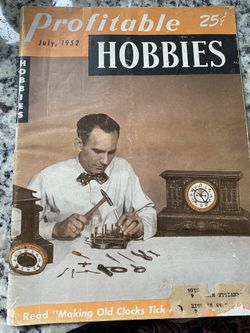 Profitable
25¢
July, 1952
HOBBIES
HOBBIES
Read "Making Old Clocks Tick